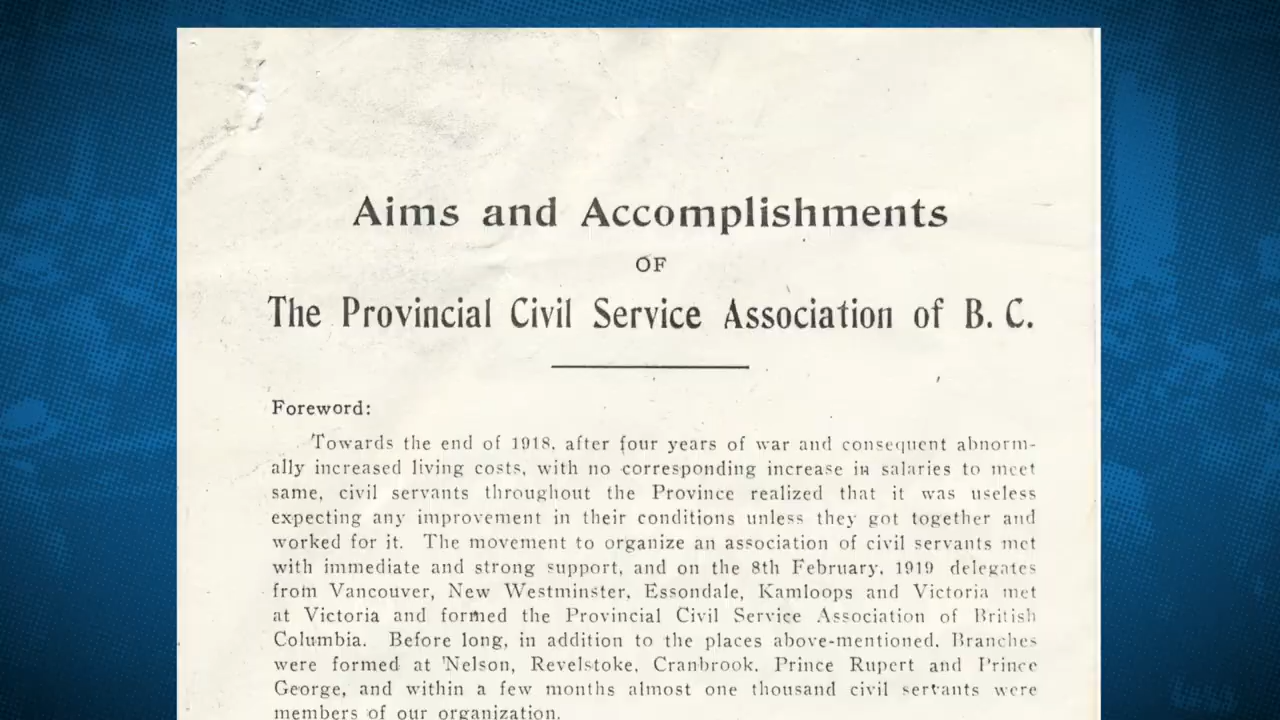 Aims and Accomplishments
OF
The Provincial Civil Service Association of B. C.
Foreword:
Towards the end of 1918, after four years of war and consequent abnorm-
ally increased living costs, with no corresponding increase in salaries to meet
same, civil servants throughout the Province realized that it was useless
expecting any improvement in their conditions unless they got together and
worked for it. The movement to organize an association of civil servants met
with immediate and strong support, and on the 8th February, 1919 delegates
from Vancouver, New Westminster, Essondale, Kamloops and Victoria met
at Victoria and formed the Provincial Civil Service Association of British
Columbia. Before long, in addition to the places above-mentioned, Branches
were formed at Nelson, Revelstoke, Cranbrook, Prince Rupert and Prince
George, and within a few months almost one thousand civil servants were
members of our organization.